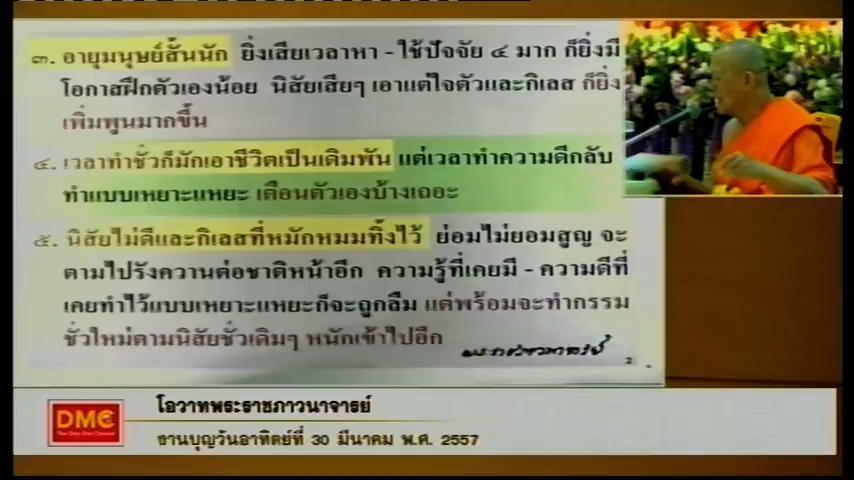 ๓. อายุมนุษย์สั้นนัก ยิ่งเสียเวลาหา - ใช้ปัจจัย ๔ มาก ก็ยิ่งมี
โอกาสฝึกตัวเองน้อย นิสัยเสียๆ เอาแต่ใจตัวและกิเลส ก็ยิ่ง
เพิ่มพูนมากขึ้น
๔. เวลาทำชั่วก็มักเอาชีวิตเป็นเดิมพัน แต่เวลาทำความดีกลับ
ทำแบบเหยาะแหยะ เตือนตัวเองบ้างเถอะ
๕. นิสัยไม่ดีและกิเลสที่หมักหมมทิ้งไว้ ย่อมไม่ยอมสูญ จะ
ตามไปรังควานต่อชาติหน้าอีก ความรู้ที่เคยมี - ความดีที่
เคยทำไว้แบบเหยาะแหยะก็จะถูกลืม แต่พร้อมจะทำกรรม
ชั่วใหม่ตามนิสัยชั่วเดิมๆ หนักเข้าไปอีก
2
DMC
โอวาทพระราชภาวนาจารย์
งานบุญวันอาทิตย์ที่ 30 มีนาคม พ.ศ. 2557